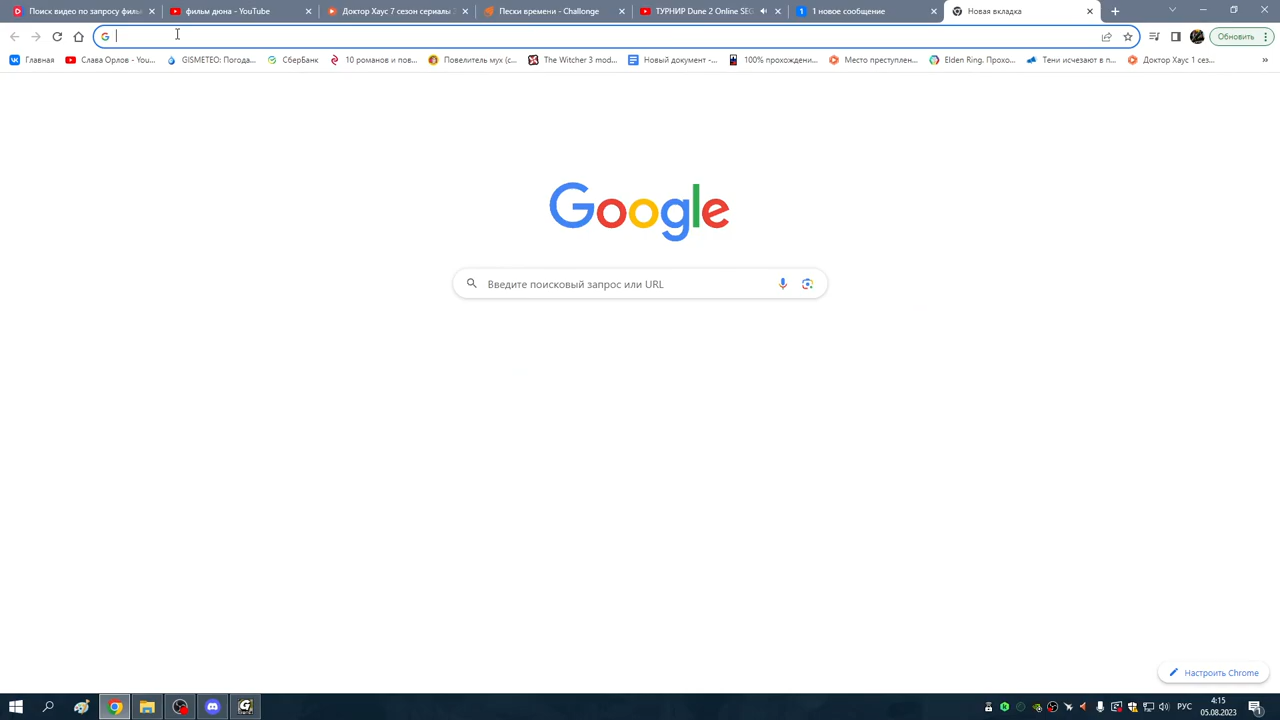 Поиск видео по запросу филь
фильм дюна - YouTube
Доктор Хаус 7 сезон сериалы
Пески времени - Challonge
ТУРНИР Dune 2 Online SEG
1 новое сообщение
Новая вкладка
Обновить
Главная
Слава Орлов - You...
GISMETEO: Погода...
СберБанк
10 романов и пов...
Повелитель мух (с...
The Witcher 3 mod...
Новый документ -...
100% прохождени...
Место преступлен...
Elden Ring. Прохо...
Тени исчезают в п...
Доктор Хаус 1 сез...
Google
Введите поисковый запрос или URL
Настроить Chrome
РУС
4:15
05.08.2023